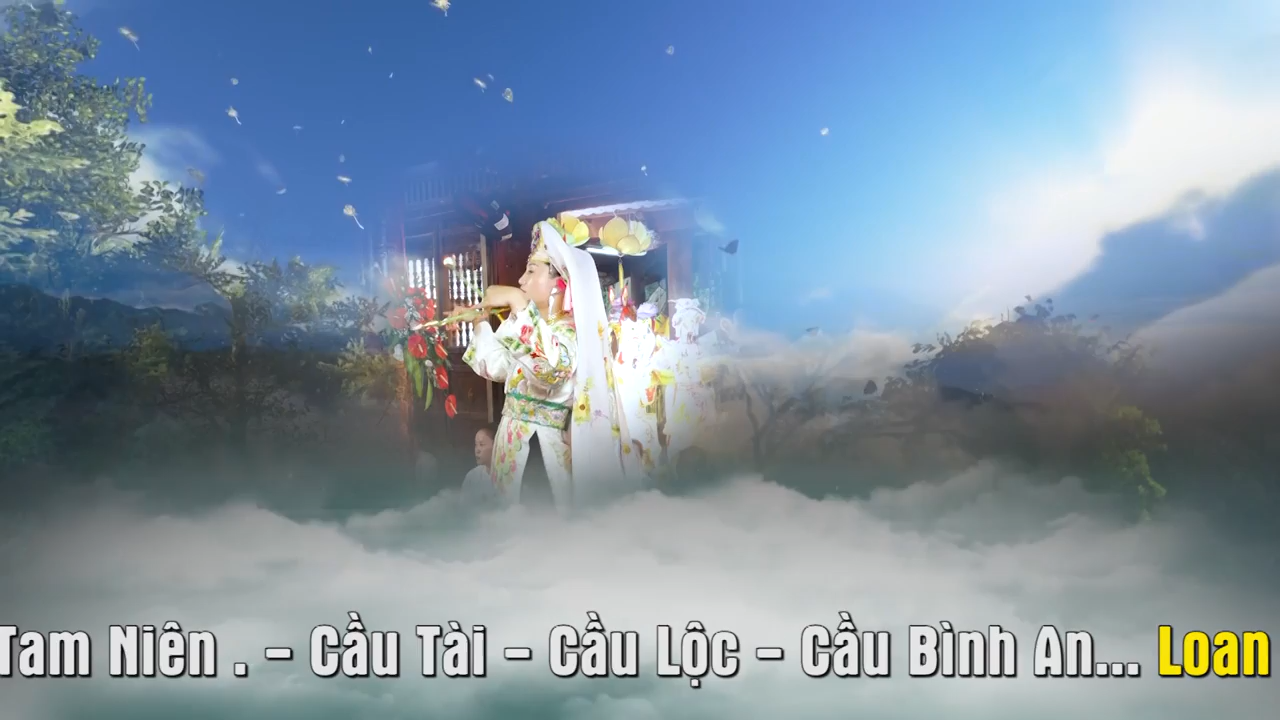 Tam Niên . - Cầu Tài - Cầu Lộc - Cầu Bình An... Loan